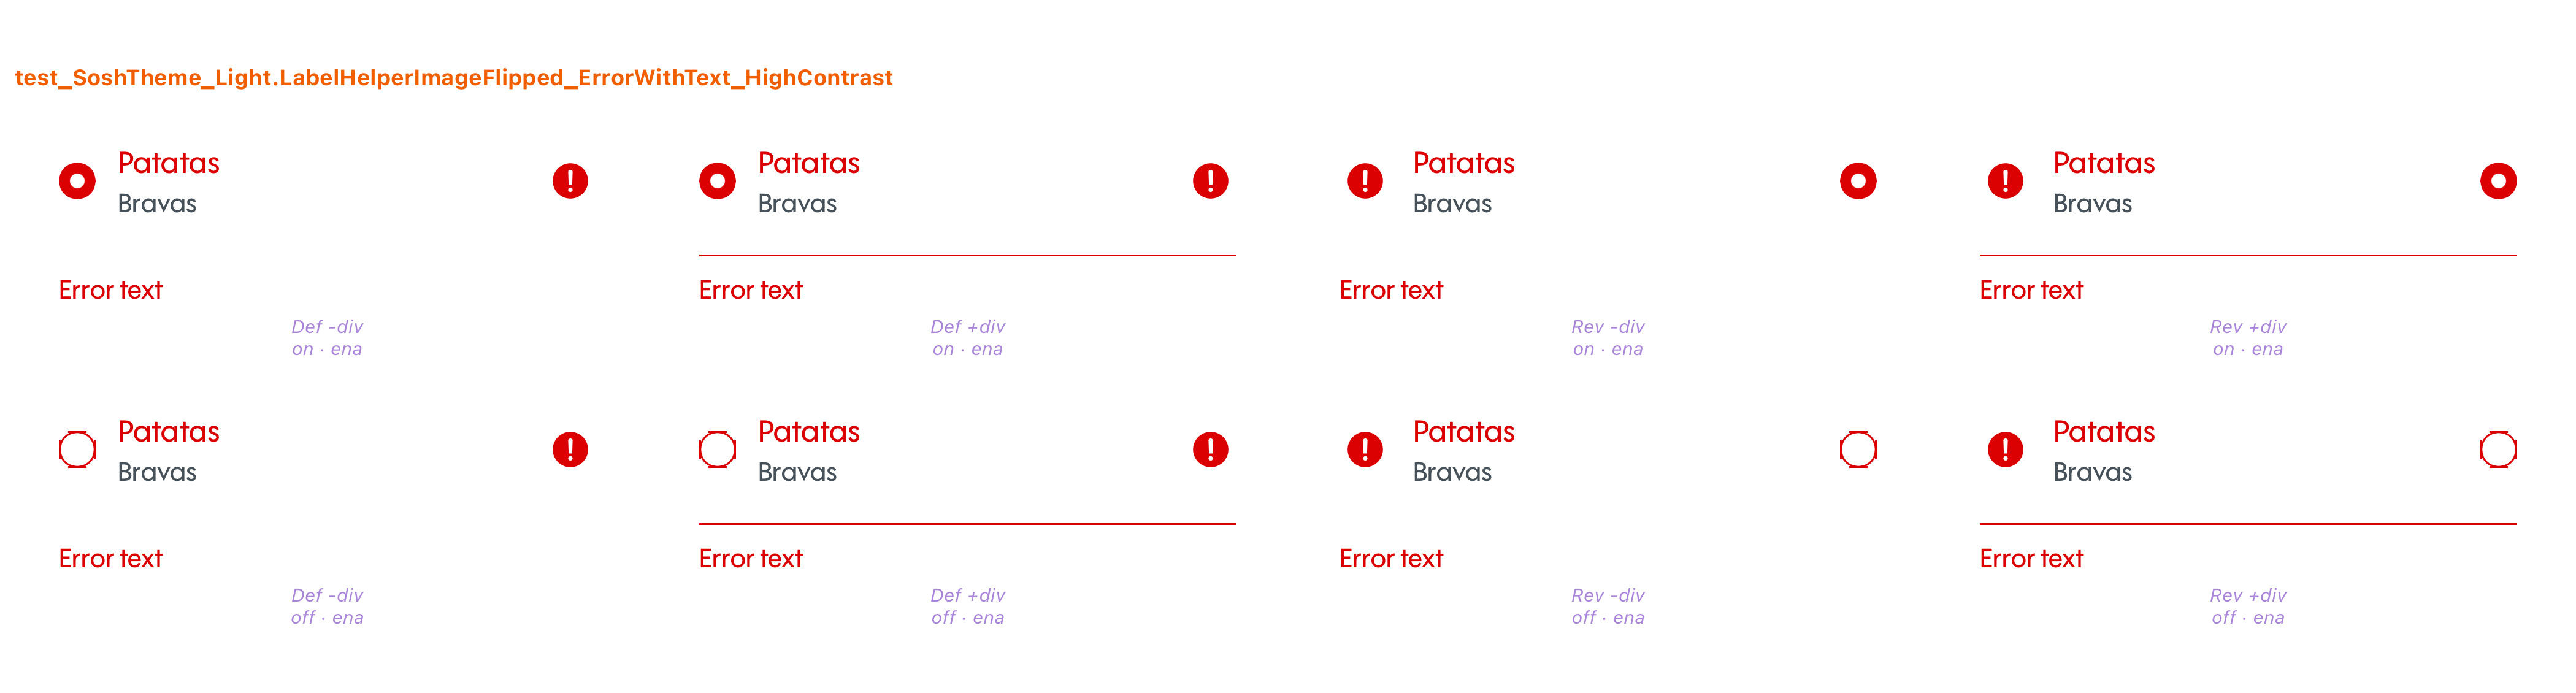 test_SoshTheme_Light.LabelHelperImageFlipped_ErrorWithText_HighContrast
Patatas
Bravas
Error text
Def -div
on · ena
Patatas
Bravas
Error text
Def +div
on · ena
Patatas
Bravas
Error text
Rev -div
on · ena
Patatas
Bravas
Error text
Rev +div
on · ena
Patatas
Bravas
Error text
Def -div
off · ena
Patatas
Bravas
Error text
Def +div
off · ena
Patatas
Bravas
Error text
Rev -div
off · ena
Patatas
Bravas
Error text
Rev +div
off · ena